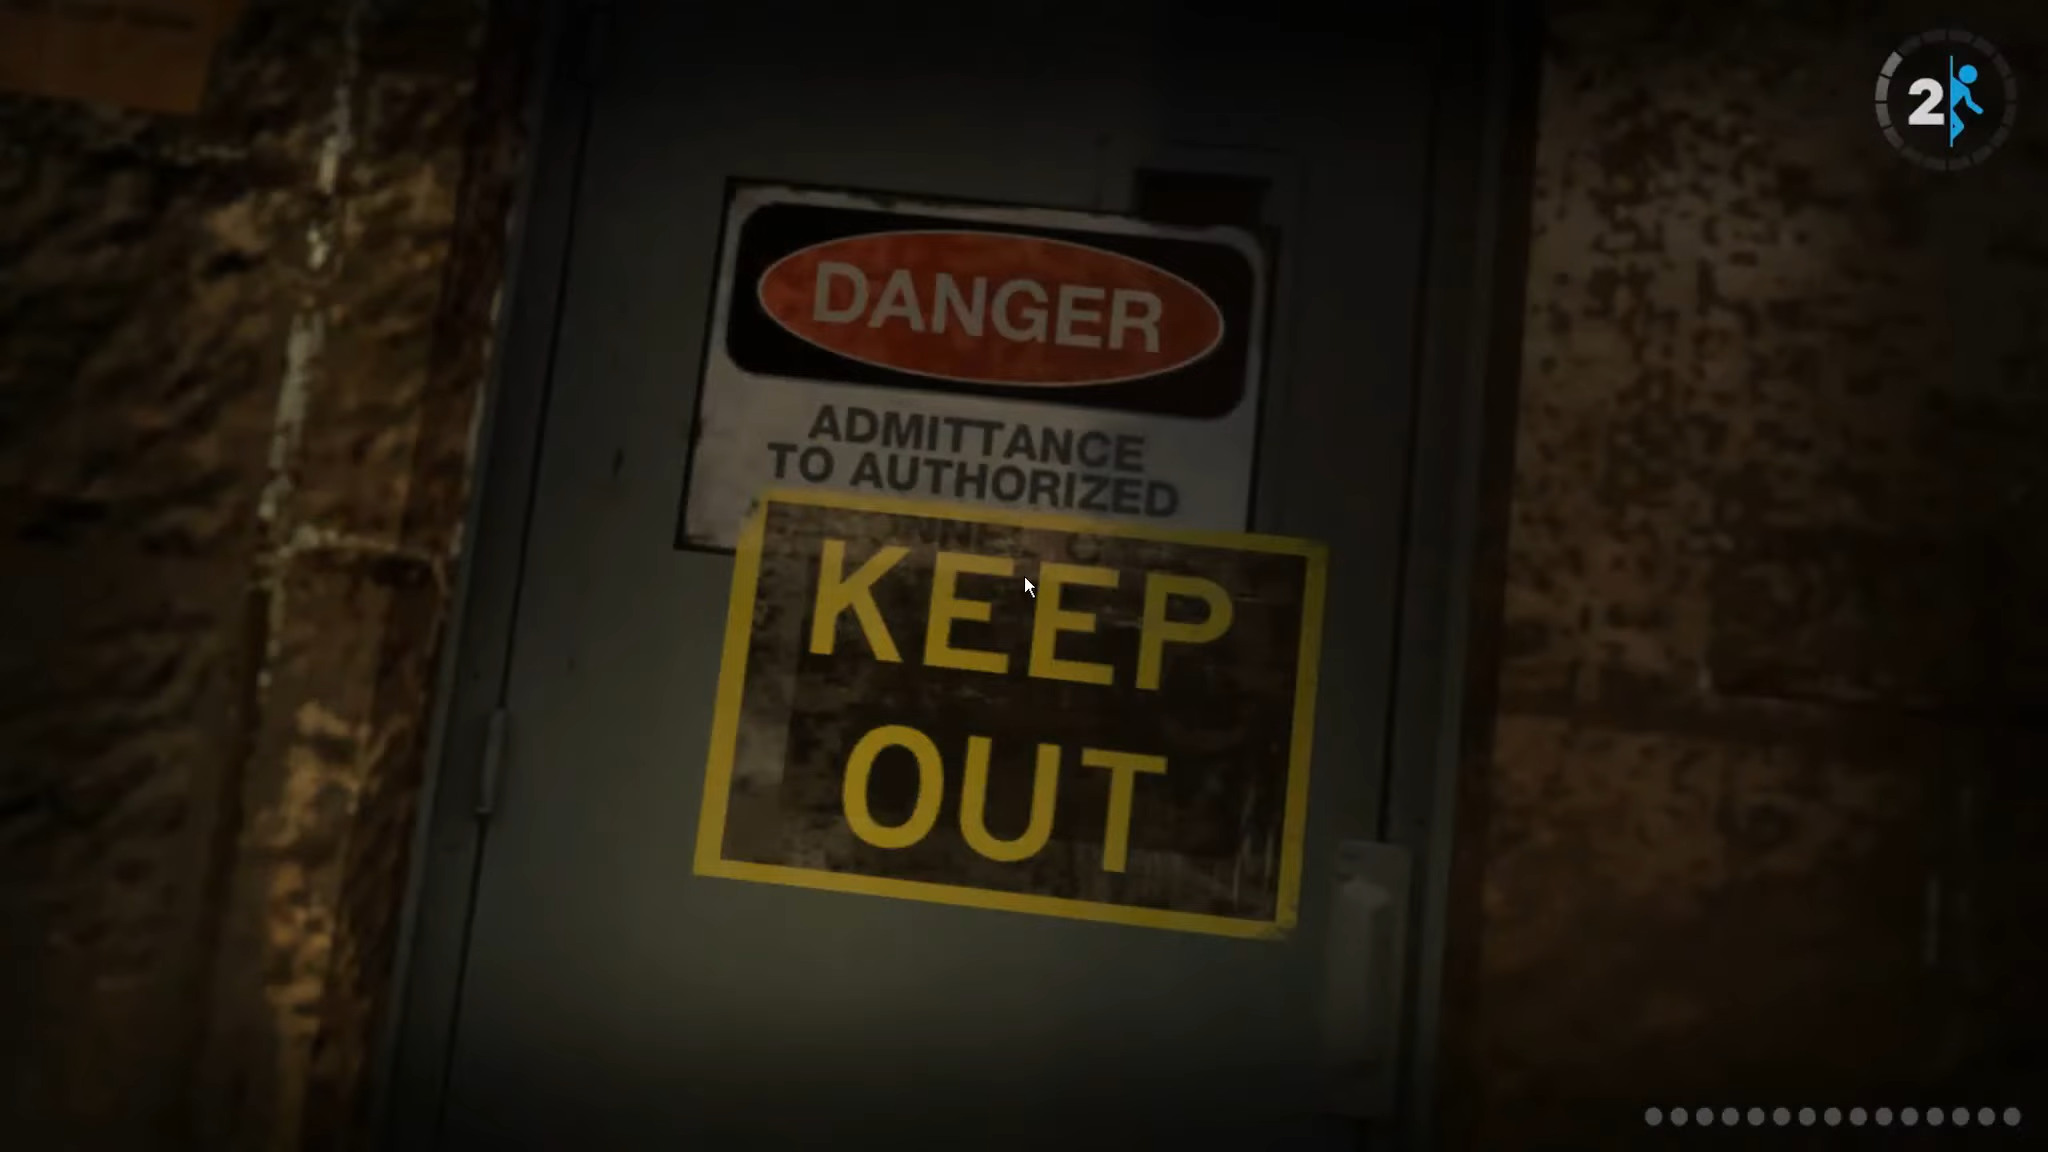 2
DANGER
ADMITTANCE
TO AUTHORIZED
KEEP
OUT